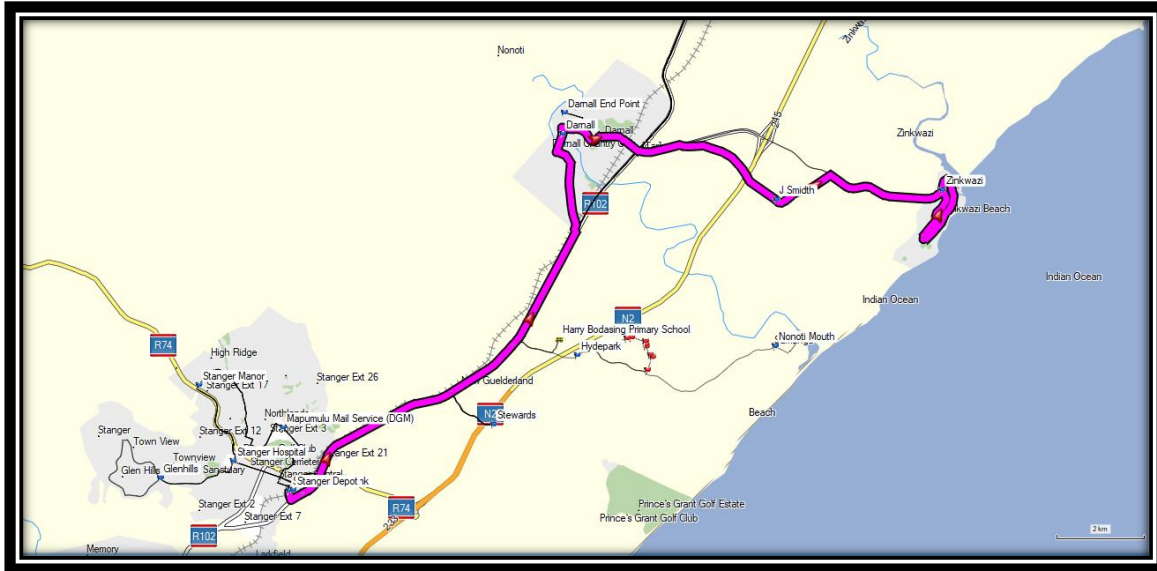 Nonoti
Zinkwazi
245
Darnall End Point
Darnall
Darnall
Zinkwazi
R102
Zinkwazi
J Smidth
Indian Ocean
Indian Ocean
N2
Harry Bodasing Primary School
Nonoti Mouth
Hydepark
R74
High Ridge
Stanger Manor
Stanger Ext 17
Stanger Ext 26
Guelderland
N2
Stewards
Beach
Mapumulu Mail Service (DGM)
Stanger
Stanger Ext 12
Stanger Ext 3
Town View
Stanger Hospital
Townview
Stanger Ext 21
Glen Hills
Glenhills
Sanctuary
Stanger Depot
Stanger Ext 2
Stanger Ext 7
R74
Prince's Grant Golf Estate
Prince's Grant Golf Club
R102
Memory
2 km